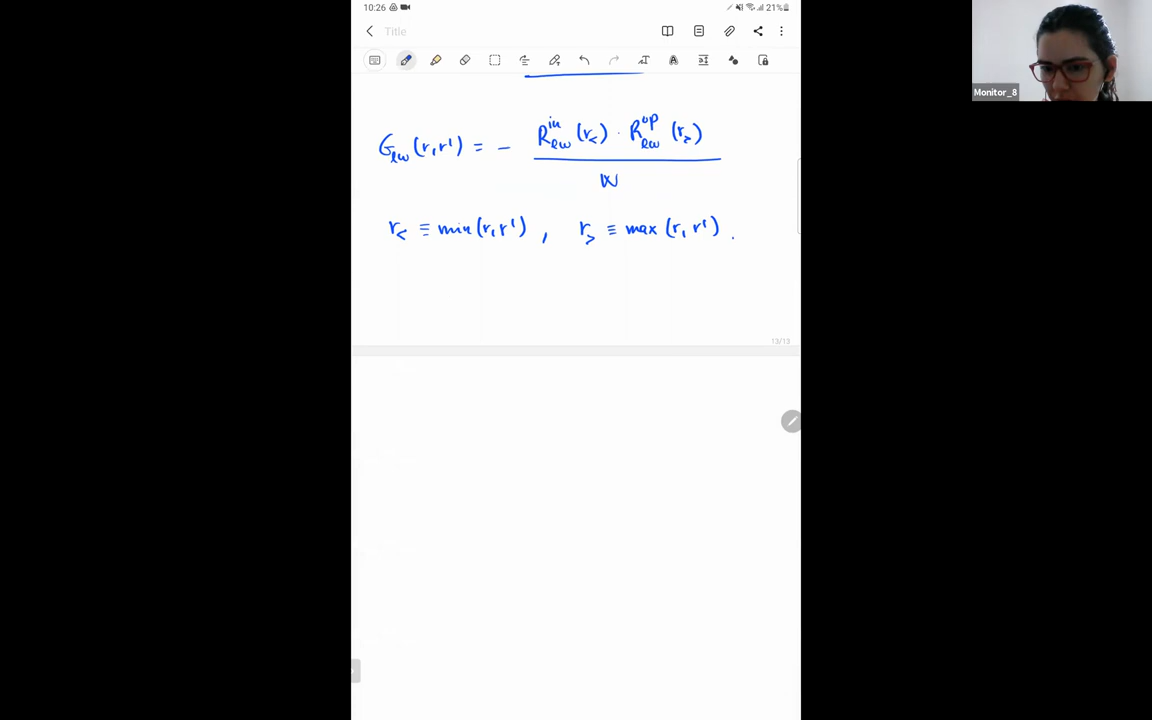 10:26
21%
Title
G_{ℓω}(r,r') = - \frac{R^{in}_{ℓω}(r_<) · R^{up}_{ℓω}(r_>)}{W}
r_< ≡ min(r,r') , r_> ≡ max(r, r') .
13/13
Monitor_8